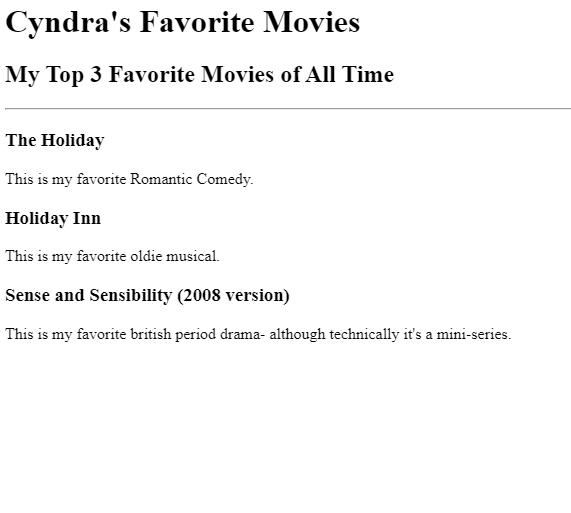 Cyndra's Favorite Movies
My Top 3 Favorite Movies of All Time
The Holiday
This is my favorite Romantic Comedy.
Holiday Inn
This is my favorite oldie musical.
Sense and Sensibility (2008 version)
This is my favorite british period drama- although technically it's a mini-series.